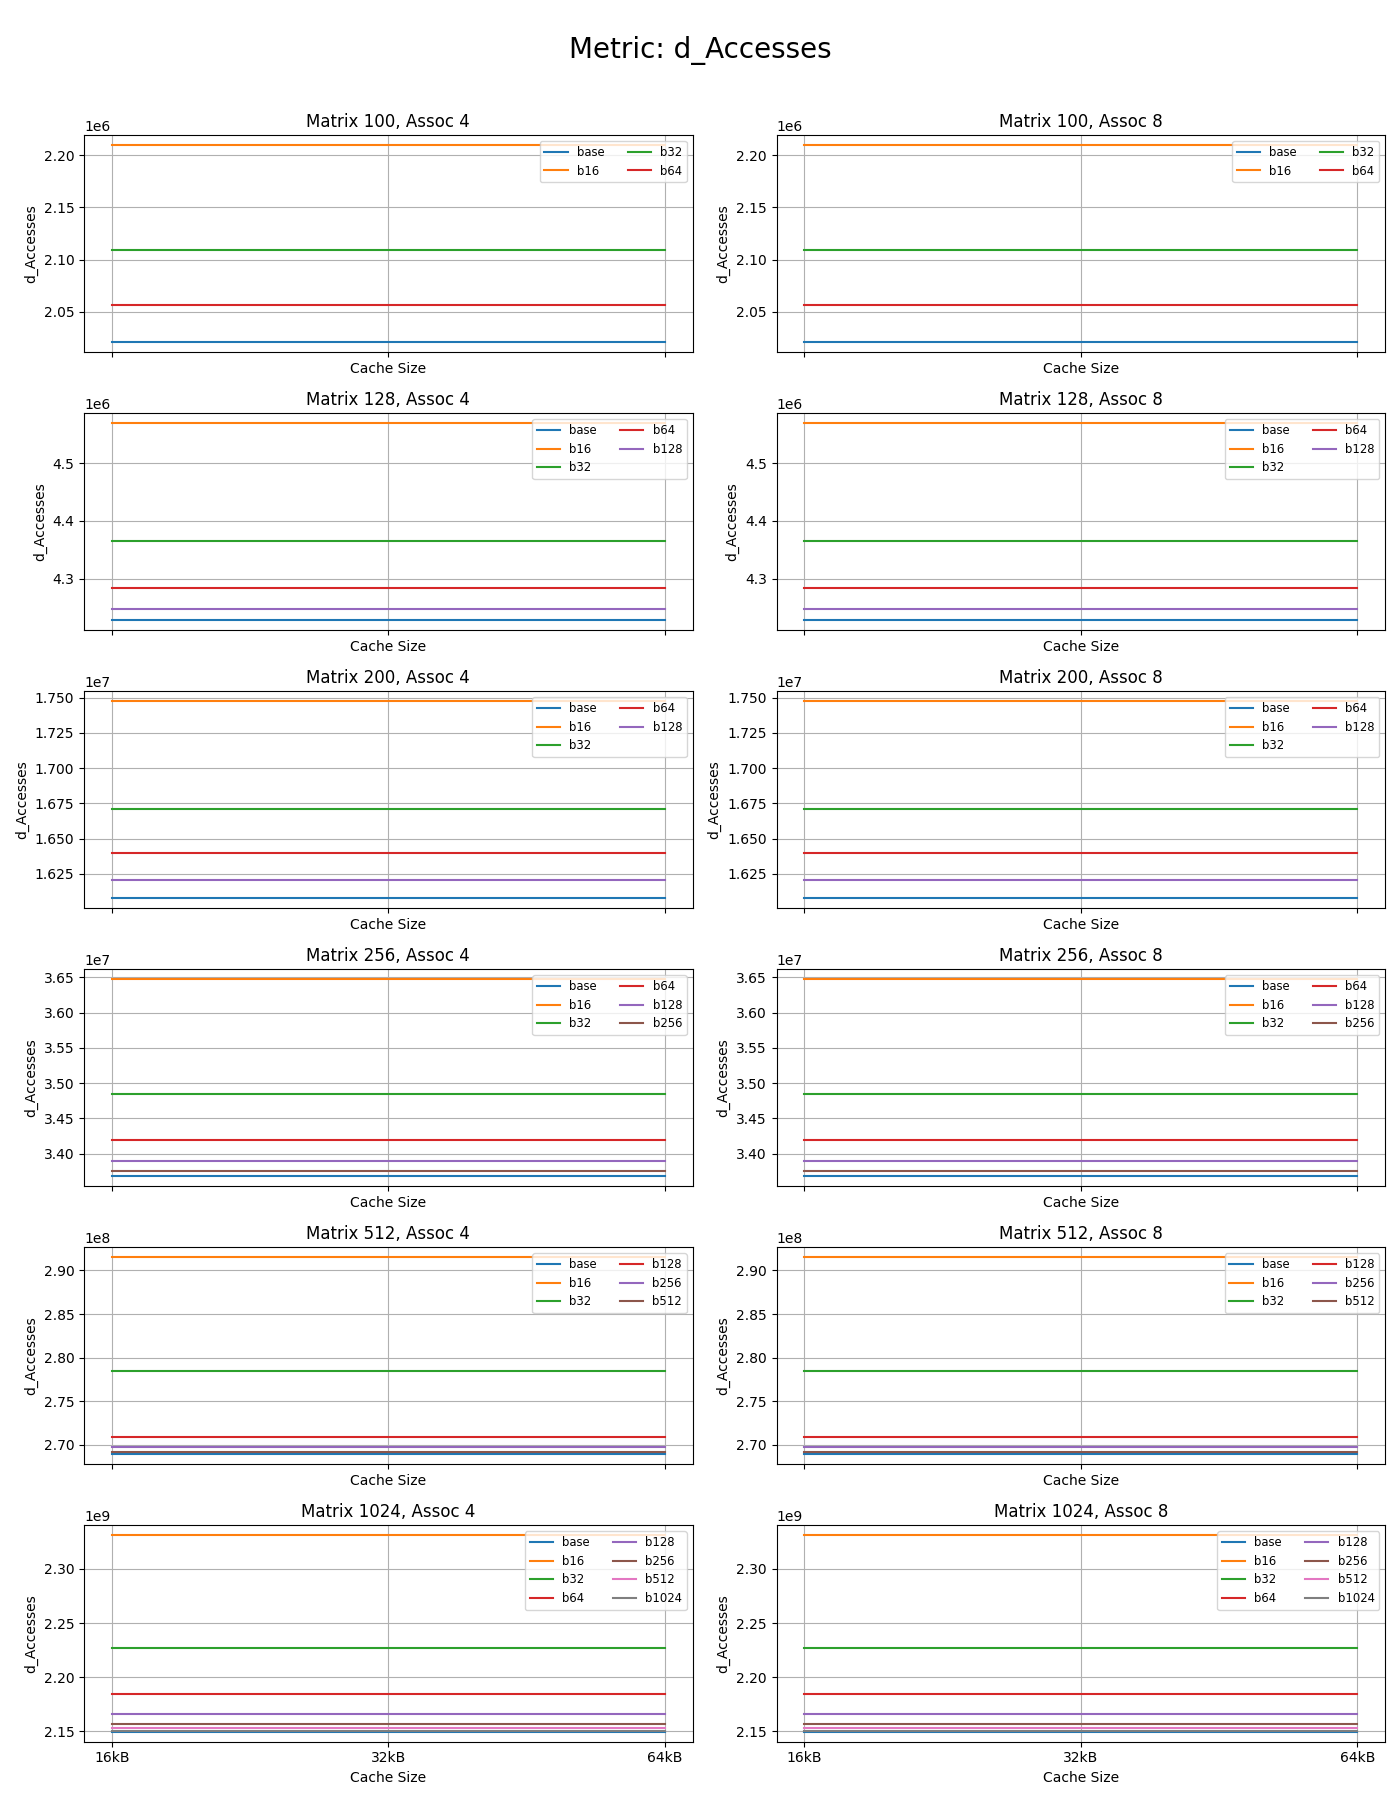 Metric: d_Accesses
Matrix 100, Assoc 4
1e6
2.20
2.15
2.10
2.05
d_Accesses
base b32
b16 b64
Cache Size
Matrix 100, Assoc 8
1e6
2.20
2.15
2.10
2.05
d_Accesses
base b32
b16 b64
Cache Size
Matrix 128, Assoc 4
1e6
4.5
4.4
4.3
d_Accesses
base b64
b16 b128
b32
Cache Size
Matrix 128, Assoc 8
1e6
4.5
4.4
4.3
d_Accesses
base b64
b16 b128
b32
Cache Size
Matrix 200, Assoc 4
1e7
1.750
1.725
1.700
1.675
1.650
1.625
d_Accesses
base b64
b16 b128
b32
Cache Size
Matrix 200, Assoc 8
1e7
1.750
1.725
1.700
1.675
1.650
1.625
d_Accesses
base b64
b16 b128
b32
Cache Size
Matrix 256, Assoc 4
1e7
3.65
3.60
3.55
3.50
3.45
3.40
d_Accesses
base b64
b16 b128
b32 b256
Cache Size
Matrix 256, Assoc 8
1e7
3.65
3.60
3.55
3.50
3.45
3.40
d_Accesses
base b64
b16 b128
b32 b256
Cache Size
Matrix 512, Assoc 4
1e8
2.90
2.85
2.80
2.75
2.70
d_Accesses
base b128
b16 b256
b32 b512
Cache Size
Matrix 512, Assoc 8
1e8
2.90
2.85
2.80
2.75
2.70
d_Accesses
base b128
b16 b256
b32 b512
Cache Size
Matrix 1024, Assoc 4
1e9
2.30
2.25
2.20
2.15
d_Accesses
base b128
b16 b256
b32 b512
b64 b1024
16kB 32kB 64kB
Cache Size
Matrix 1024, Assoc 8
1e9
2.30
2.25
2.20
2.15
d_Accesses
base b128
b16 b256
b32 b512
b64 b1024
16kB 32kB 64kB
Cache Size